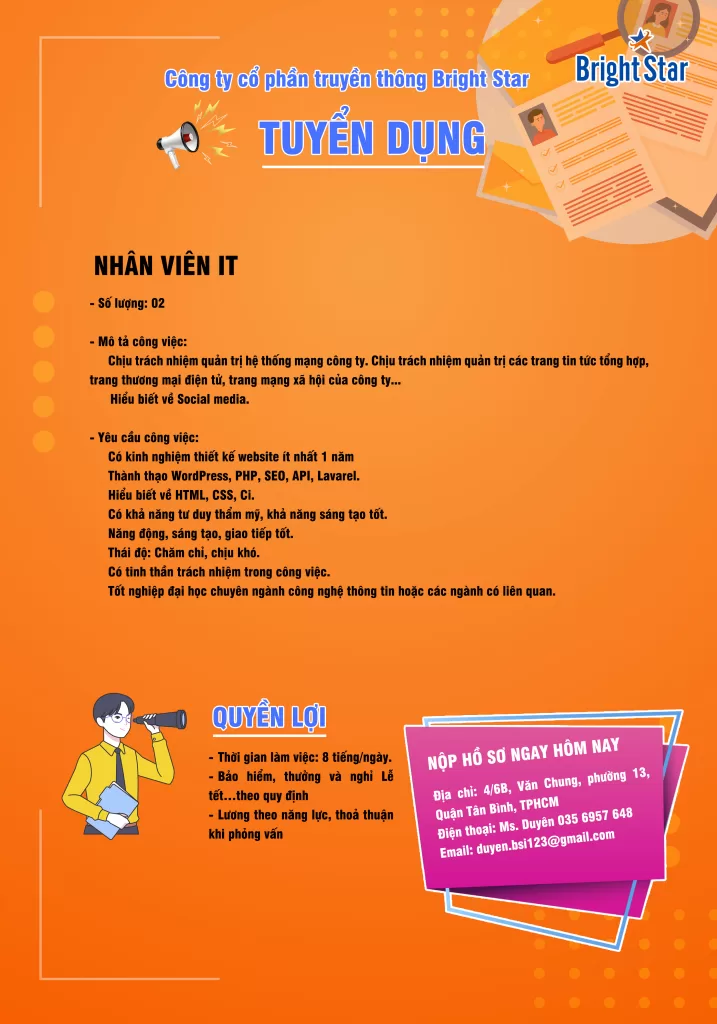 Bright Star
Công ty cổ phần truyền thông Bright Star
TUYỂN DỤNG
NHÂN VIÊN IT
- Số lượng: 02
- Mô tả công việc:
Chịu trách nhiệm quản trị hệ thống mạng công ty. Chịu trách nhiệm quản trị các trang tin tức tổng hợp,
trang thương mại điện tử, trang mạng xã hội của công ty...
Hiểu biết về Social media.
- Yêu cầu công việc:
Có kinh nghiệm thiết kế website ít nhất 1 năm
Thành thạo WordPress, PHP, SEO, API, Lavarel.
Hiểu biết về HTML, CSS, Ci.
Có khả năng tư duy thẩm mỹ, khả năng sáng tạo tốt.
Năng động, sáng tạo, giao tiếp tốt.
Thái độ: Chăm chỉ, chịu khó.
Có tinh thần trách nhiệm trong công việc.
Tốt nghiệp đại học chuyên ngành công nghệ thông tin hoặc các ngành có liên quan.
QUYỀN LỢI
- Thời gian làm việc: 8 tiếng/ngày.
- Bảo hiểm, thưởng và nghỉ Lễ
tết...theo quy định
- Lương theo năng lực, thoả thuận
khi phỏng vấn
NỘP HỒ SƠ NGAY HÔM NAY
Địa chỉ: 4/6B, Văn Chung, phường 13,
Quận Tân Bình, TPHCM
Điện thoại: Ms. Duyên 035 6957 648
Email: duyen.bsi123@gmail.com